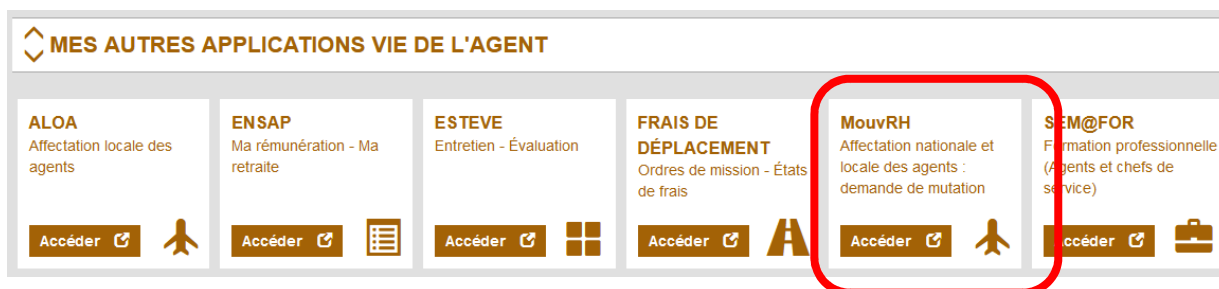 MES AUTRES APPLICATIONS VIE DE L'AGENT
ALOA
Affectation locale des
agents
Accéder
ENSAP
Ma rémunération - Ma
retraite
Accéder
ESTEVE
Entretien - Évaluation
Accéder
FRAIS DE
DÉPLACEMENT
Ordres de mission - États
de frais
Accéder
MouvRH
Affectation nationale et
locale des agents :
demande de mutation
Accéder
SEM@FOR
Formation professionnelle
(Agents et chefs de
service)
Accéder